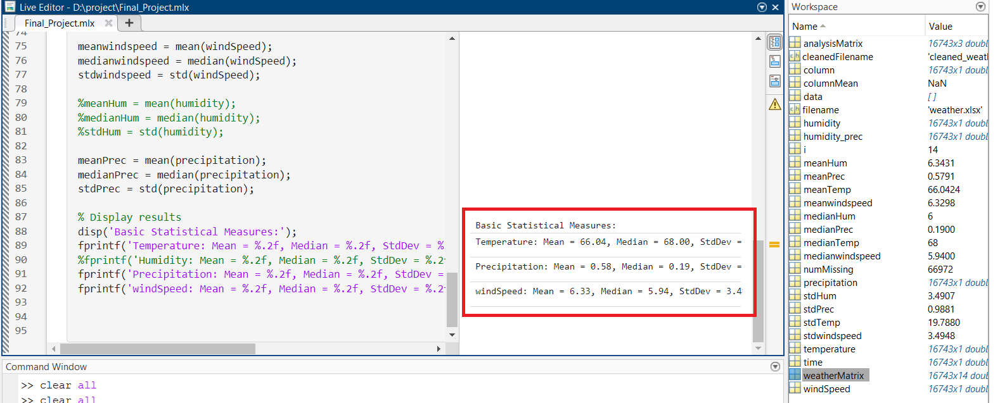 Live Editor - D:\project\Final_Project.mlx
Final_Project.mlx
74
75 meanwindspeed = mean(windSpeed);
76 medianwindspeed = median(windSpeed);
77 stdwindspeed = std(windSpeed);
78
79 %meanHum = mean(humidity);
80 %medianHum = median(humidity);
81 %stdHum = std(humidity);
82
83 meanPrec = mean(precipitation);
84 medianPrec = median(precipitation);
85 stdPrec = std(precipitation);
86
87 % Display results
88 disp('Basic Statistical Measures:');
89 fprintf('Temperature: Mean = %.2f, Median = %.2f, StdDev = %
90 %fprintf('Humidity: Mean = %.2f, Median = %.2f, StdDev = %.2f
91 fprintf('Precipitation: Mean = %.2f, Median = %.2f, StdDev =
92 fprintf('windSpeed: Mean = %.2f, Median = %.2f, StdDev = %.2f
93
94
95
Basic Statistical Measures:
Temperature: Mean = 66.04, Median = 68.00, StdDev =
Precipitation: Mean = 0.58, Median = 0.19, StdDev =
windSpeed: Mean = 6.33, Median = 5.94, StdDev = 3.4
Command Window
>> clear all
>> clear all
Workspace
Name Value
analysisMatrix 16743x3 doubl
cleanedFilename 'cleaned_weath
column 16743x1 doubl
columnMean NaN
data []
filename 'weather.xlsx'
humidity 16743x1 doubl
humidity_prec 16743x1 doubl
i 14
meanHum 6.3431
meanPrec 0.5791
meanTemp 66.0424
meanwindspeed 6.3298
medianHum 6
medianPrec 0.1900
medianTemp 68
medianwindspeed 5.9400
numMissing 66972
precipitation 16743x1 doubl
stdHum 3.4907
stdPrec 0.9881
stdTemp 19.7880
stdwindspeed 3.4948
temperature 16743x1 doubl
time 16743x1 doubl
weatherMatrix 16743x14 doul
windSpeed 16743x1 doubl